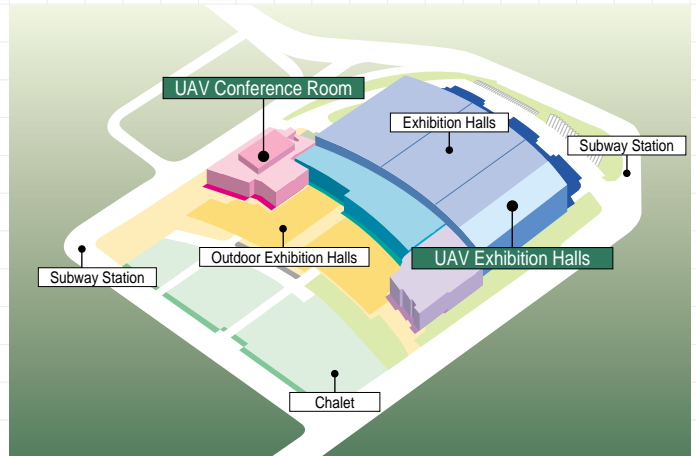 UAV Conference Room
Exhibition Halls
Subway Station
Outdoor Exhibition Halls
UAV Exhibition Halls
Subway Station
Chalet